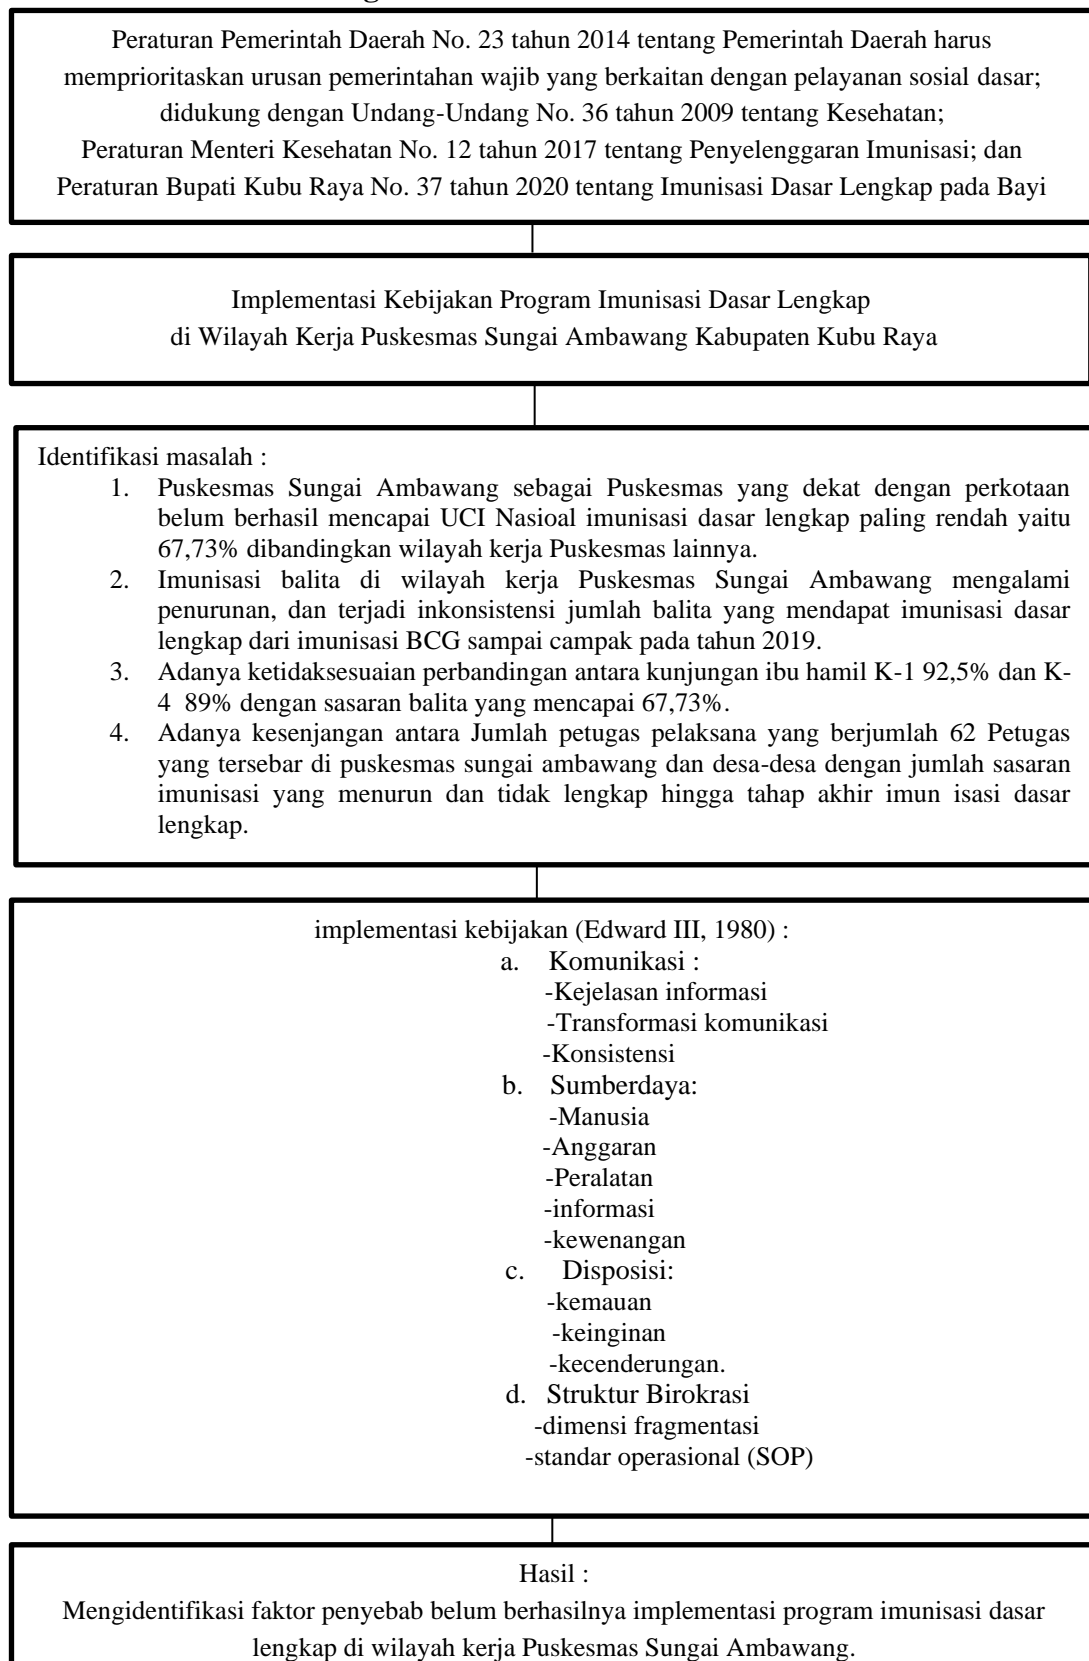 Peraturan Pemerintah Daerah No. 23 tahun 2014 tentang Pemerintah Daerah harus
memprioritaskan urusan pemerintahan wajib yang berkaitan dengan pelayanan sosial dasar;
didukung dengan Undang-Undang No. 36 tahun 2009 tentang Kesehatan;
Peraturan Menteri Kesehatan No. 12 tahun 2017 tentang Penyelenggaran Imunisasi; dan
Peraturan Bupati Kubu Raya No. 37 tahun 2020 tentang Imunisasi Dasar Lengkap pada Bayi
Implementasi Kebijakan Program Imunisasi Dasar Lengkap
di Wilayah Kerja Puskesmas Sungai Ambawang Kabupaten Kubu Raya
Identifikasi masalah :
1. Puskesmas Sungai Ambawang sebagai Puskesmas yang dekat dengan perkotaan
belum berhasil mencapai UCI Nasioal imunisasi dasar lengkap paling rendah yaitu
67,73% dibandingkan wilayah kerja Puskesmas lainnya.
2. Imunisasi balita di wilayah kerja Puskesmas Sungai Ambawang mengalami
penurunan, dan terjadi inkonsistensi jumlah balita yang mendapat imunisasi dasar
lengkap dari imunisasi BCG sampai campak pada tahun 2019.
3. Adanya ketidaksesuaian perbandingan antara kunjungan ibu hamil K-1 92,5% dan K-
4 89% dengan sasaran balita yang mencapai 67,73%.
4. Adanya kesenjangan antara Jumlah petugas pelaksana yang berjumlah 62 Petugas
yang tersebar di puskesmas sungai ambawang dan desa-desa dengan jumlah sasaran
imunisasi yang menurun dan tidak lengkap hingga tahap akhir imun isasi dasar
lengkap.
implementasi kebijakan (Edward III, 1980) :
a. Komunikasi :
-Kejelasan informasi
-Transformasi komunikasi
-Konsistensi
b. Sumberdaya:
-Manusia
-Anggaran
-Peralatan
-informasi
-kewenangan
c. Disposisi:
-kemauan
-keinginan
-kecenderungan.
d. Struktur Birokrasi
-dimensi fragmentasi
-standar operasional (SOP)
Hasil :
Mengidentifikasi faktor penyebab belum berhasilnya implementasi program imunisasi dasar
lengkap di wilayah kerja Puskesmas Sungai Ambawang.